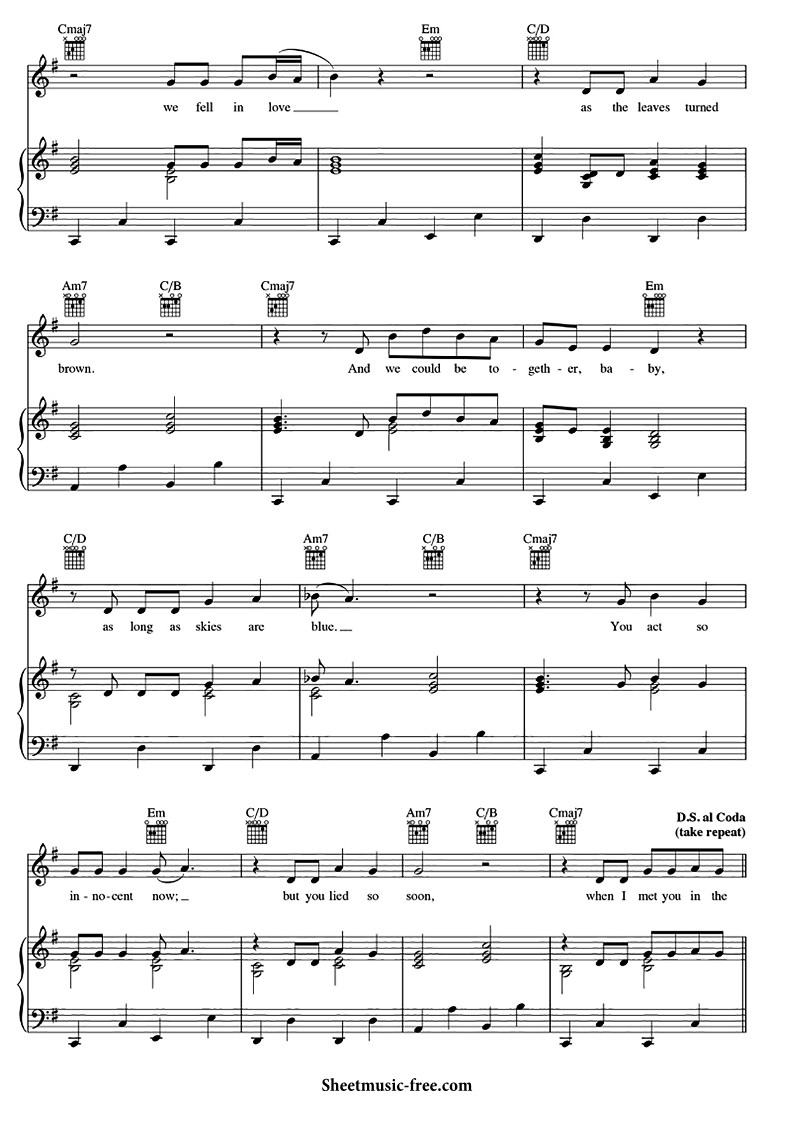 Cmaj7 Em C/D
we fell in love as the leaves turned
Am7 C/B Cmaj7 Em
brown. And we could be to - geth - er, ba - by,
C/D Am7 C/B Cmaj7
as long as skies are blue. You act so
Em C/D Am7 C/B Cmaj7 D.S. al Coda
(take repeat)
in - no - cent now; but you lied so soon, when I met you in the
Sheetmusic-free.com